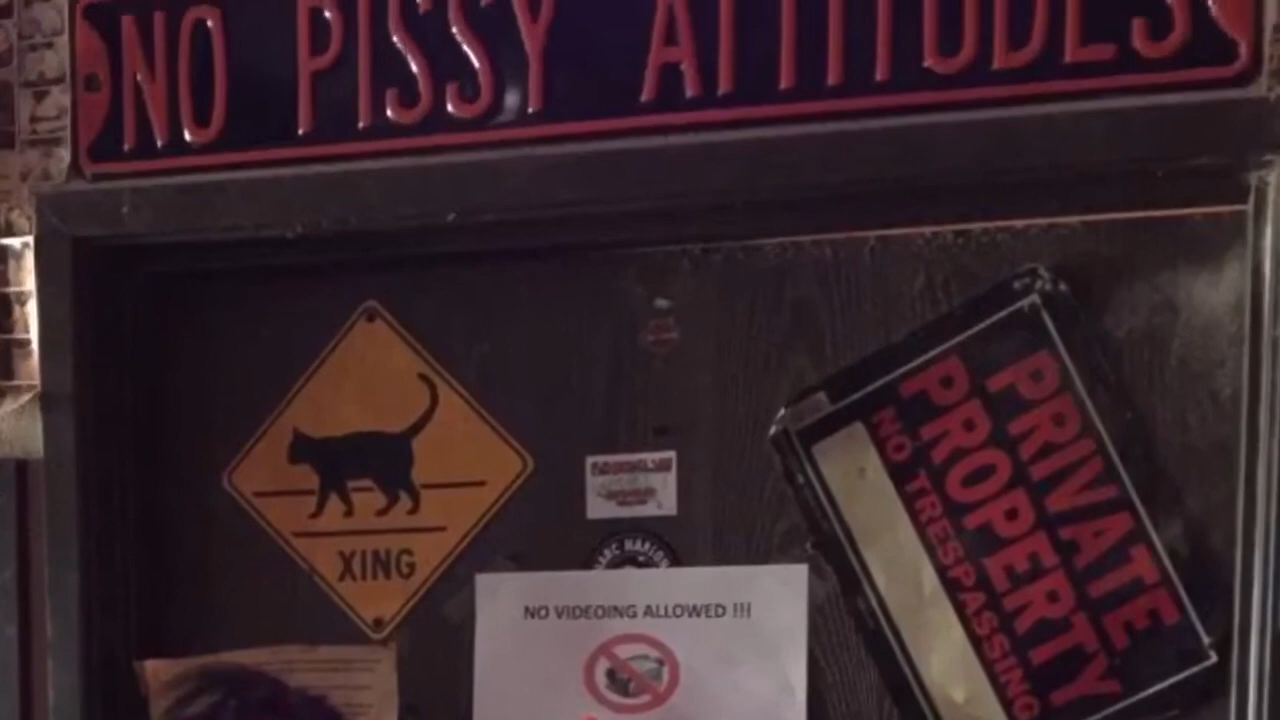 NO PISSY ATTITUDES
XING
PRIVATE
PROPERTY
NO TRESPASSING
NO VIDEOING ALLOWED !!!